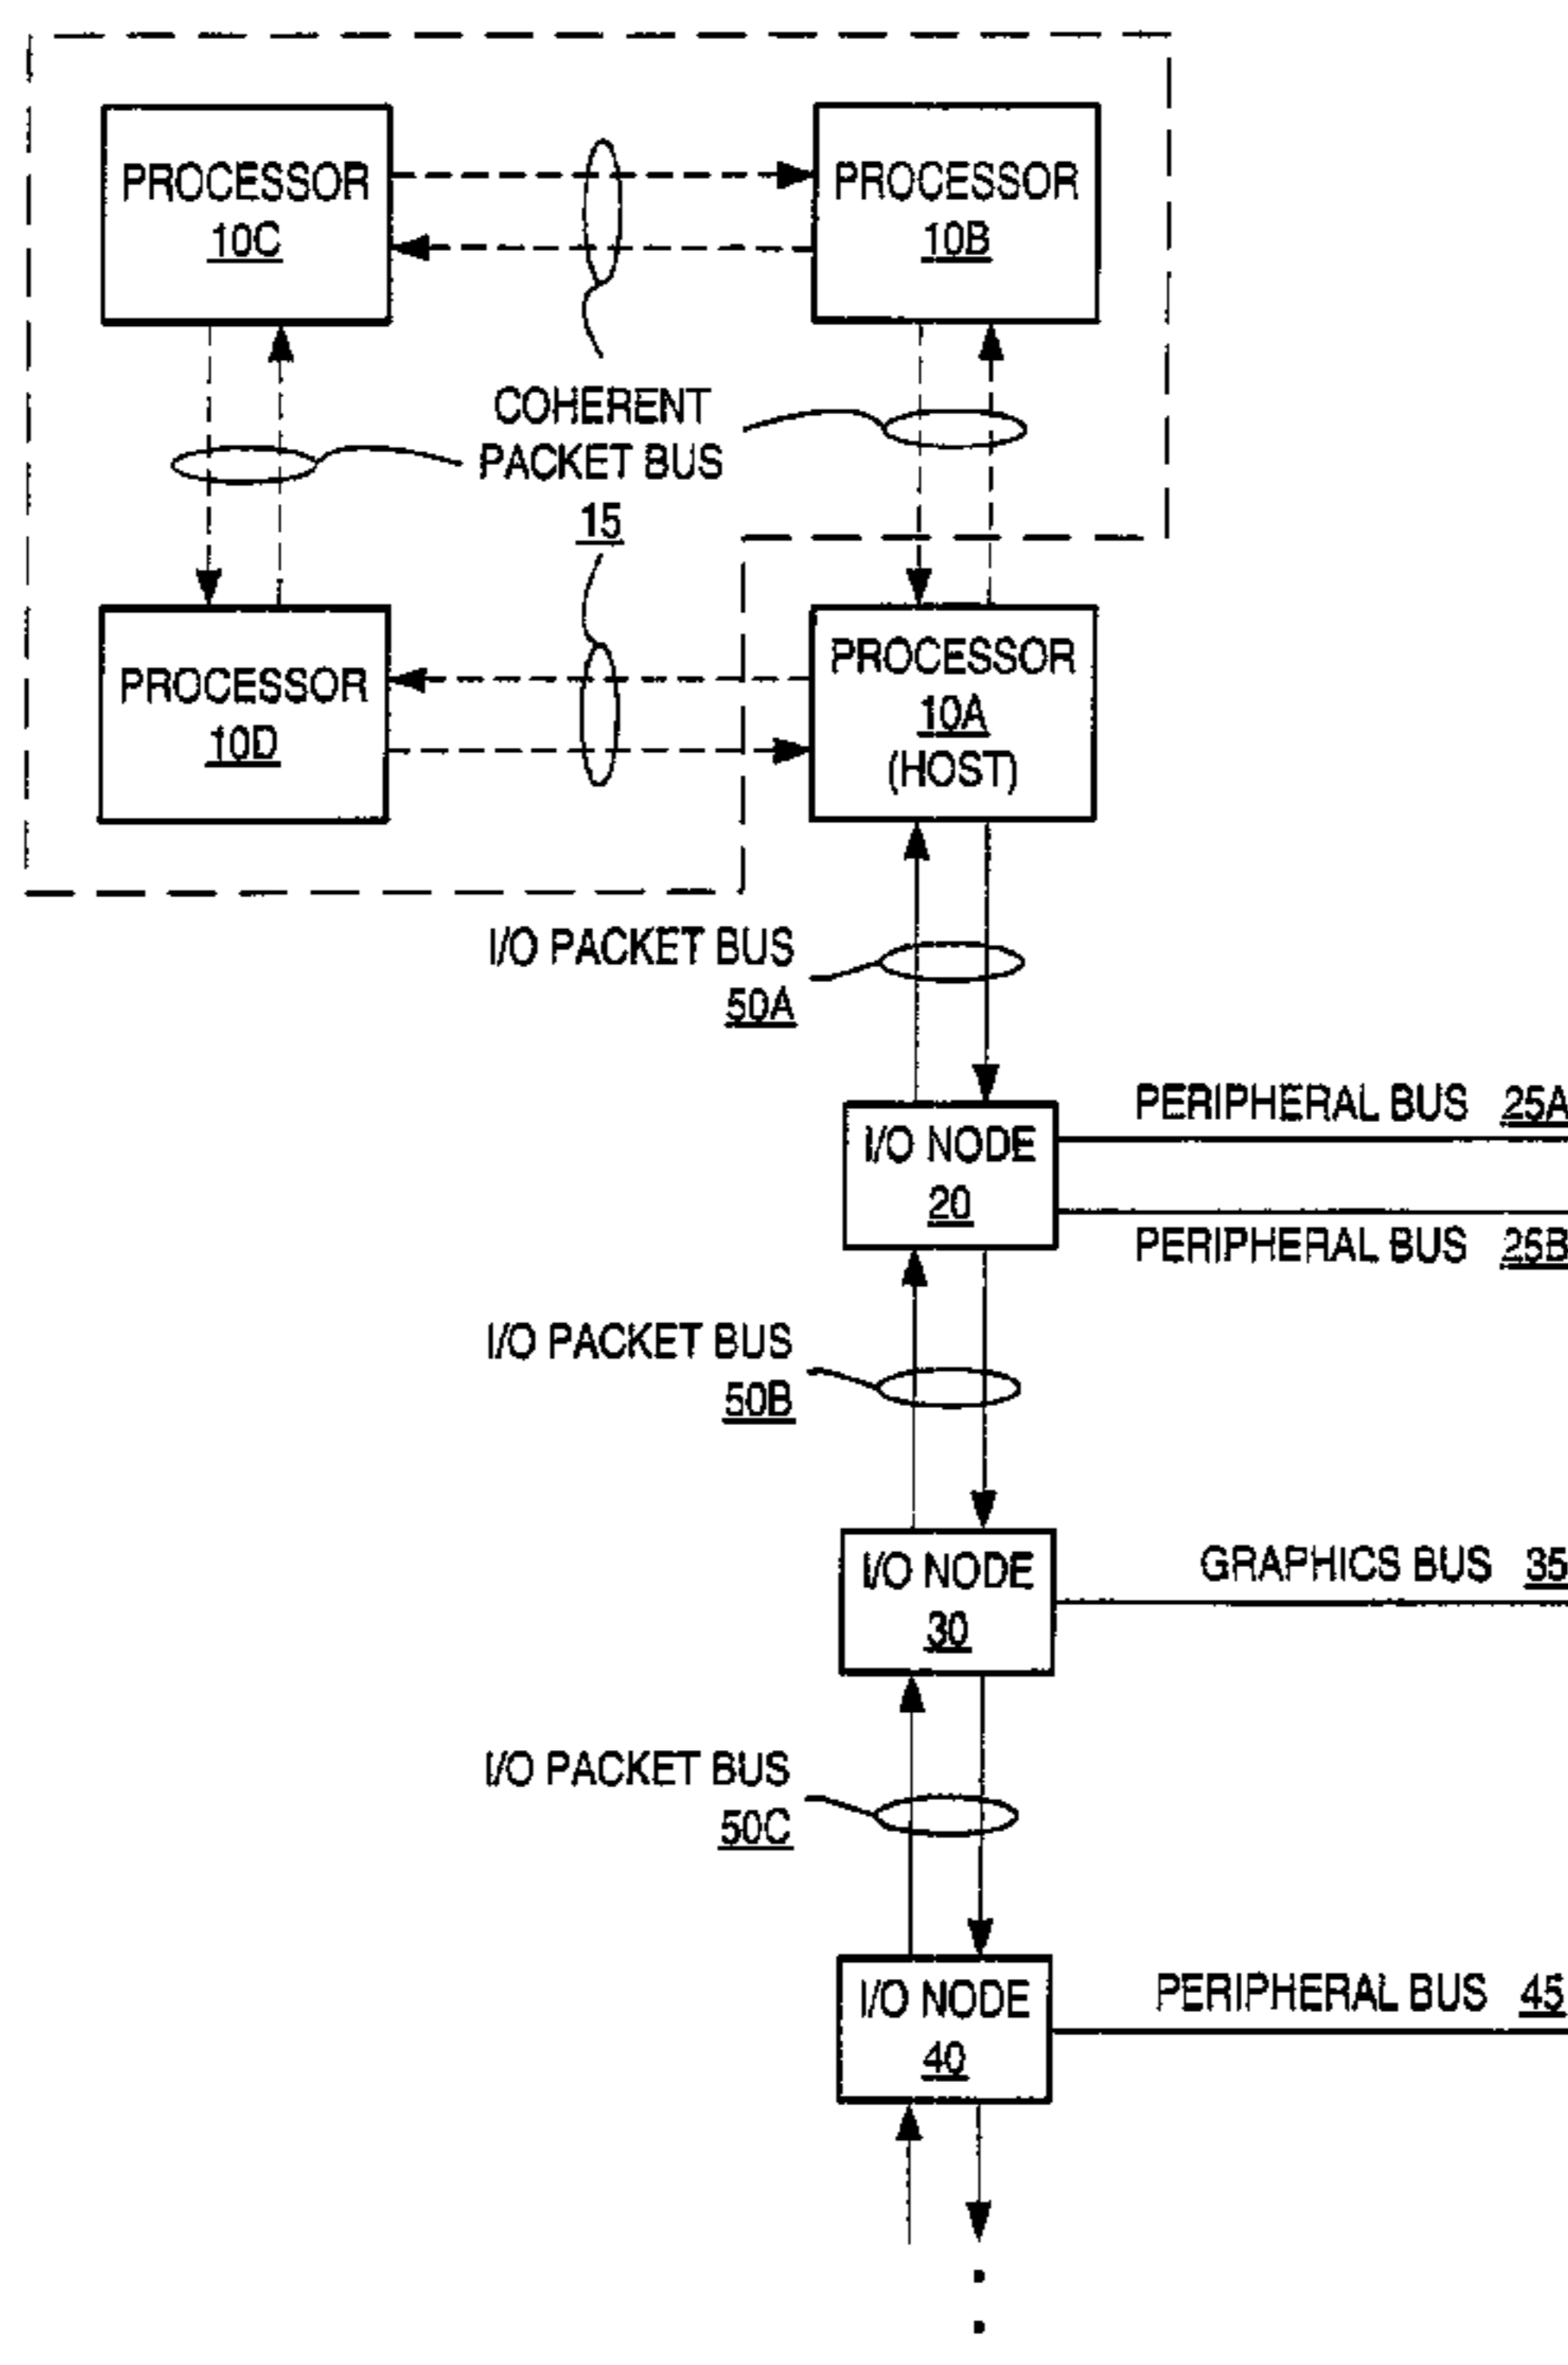 PROCESSOR
10C
PROCESSOR
10B
COHERENT
PACKET BUS
15
PROCESSOR
10D
PROCESSOR
10A
(HOST)
I/O PACKET BUS
50A
I/O NODE
20
PERIPHERAL BUS 25A
PERIPHERAL BUS 25B
I/O PACKET BUS
50B
I/O NODE
30
GRAPHICS BUS 35
I/O PACKET BUS
50C
I/O NODE
40
PERIPHERAL BUS 45